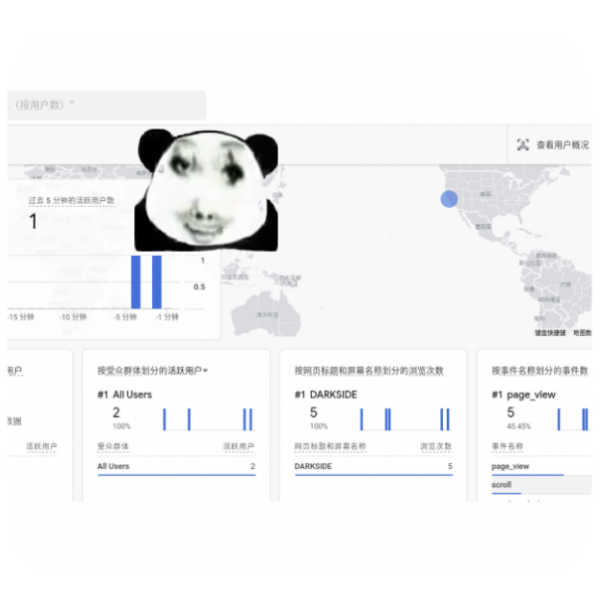 （按用户数）"
查看用户概况
过去 5 分钟的活跃用户数
1
1
0.5
-15 分钟
-10 分钟
-5 分钟
-1 分钟
美国
墨西哥
巴西
澳大利亚
键盘快捷键
地图数
用户
按受众群体划分的活跃用户
按网页标题和屏幕名称划分的浏览次数
按事件名称划分的事件数
#1 All Users
#1 DARKSIDE
#1 page_view
2
5
5
100%
100%
45.45%
数据
活跃用户
受众群体
活跃用户
网页标题和屏幕名称
浏览次数
事件名称
All Users
2
DARKSIDE
5
page_view
scroll